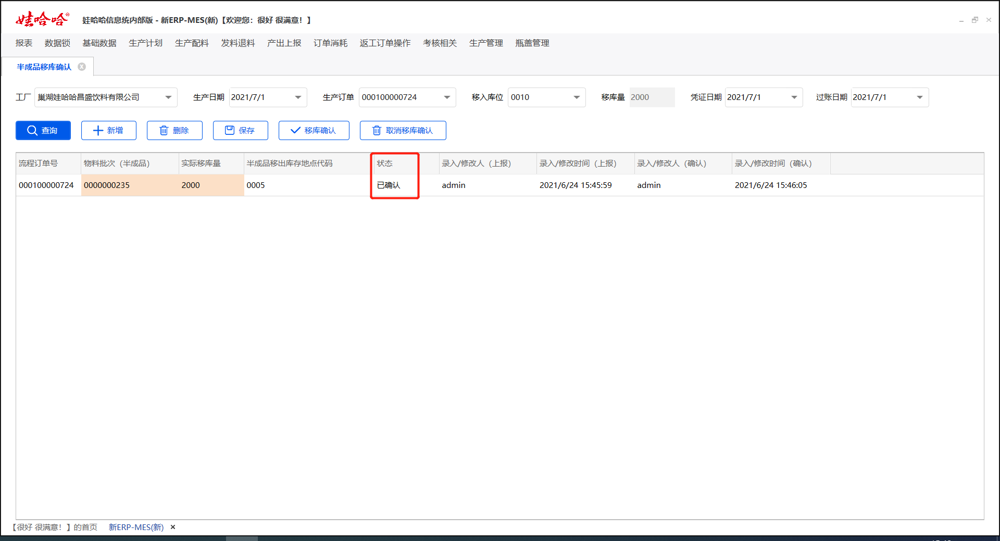 娃哈哈®
娃哈哈信息统内部版 - 新ERP-MES(新)【欢迎您：很好 很满意！】
报表 数据锁 基础数据 生产计划 生产配料 发料退料 产出上报 订单消耗 返工订单操作 考核相关 生产管理 瓶盖管理
半成品移库确认
工厂 巢湖娃哈哈昌盛饮料有限公司 生产日期 2021/7/1 生产订单 000100000724 移入库位 0010 移库量 2000 凭证日期 2021/7/1 过账日期 2021/7/1
查询 新增 删除 保存 移库确认 取消移库确认
流程订单号 物料批次（半成品） 实际移库量 半成品移出库存地点代码 状态 录入/修改人（上报） 录入/修改时间（上报） 录入/修改人（确认） 录入/修改时间（确认）
000100000724 0000000235 2000 0005 已确认 admin 2021/6/24 15:45:59 admin 2021/6/24 15:46:05
【很好 很满意！】的首页 新ERP-MES(新)